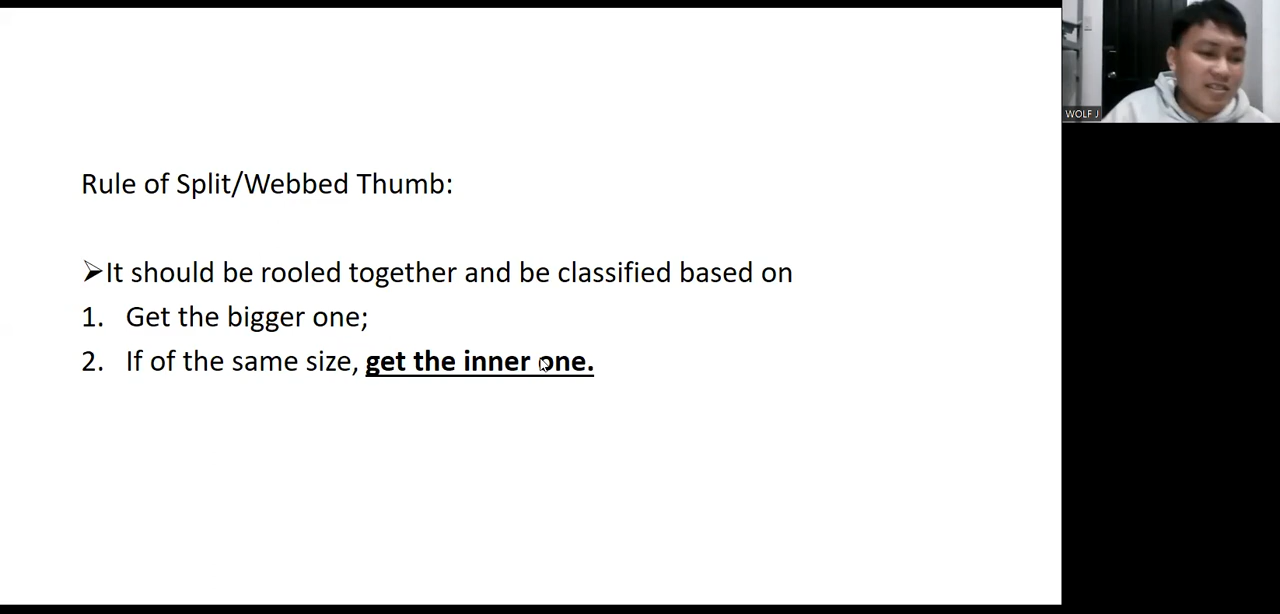 WOLF J
Rule of Split/Webbed Thumb:
➢It should be rooled together and be classified based on
1. Get the bigger one;
2. If of the same size, get the inner one.